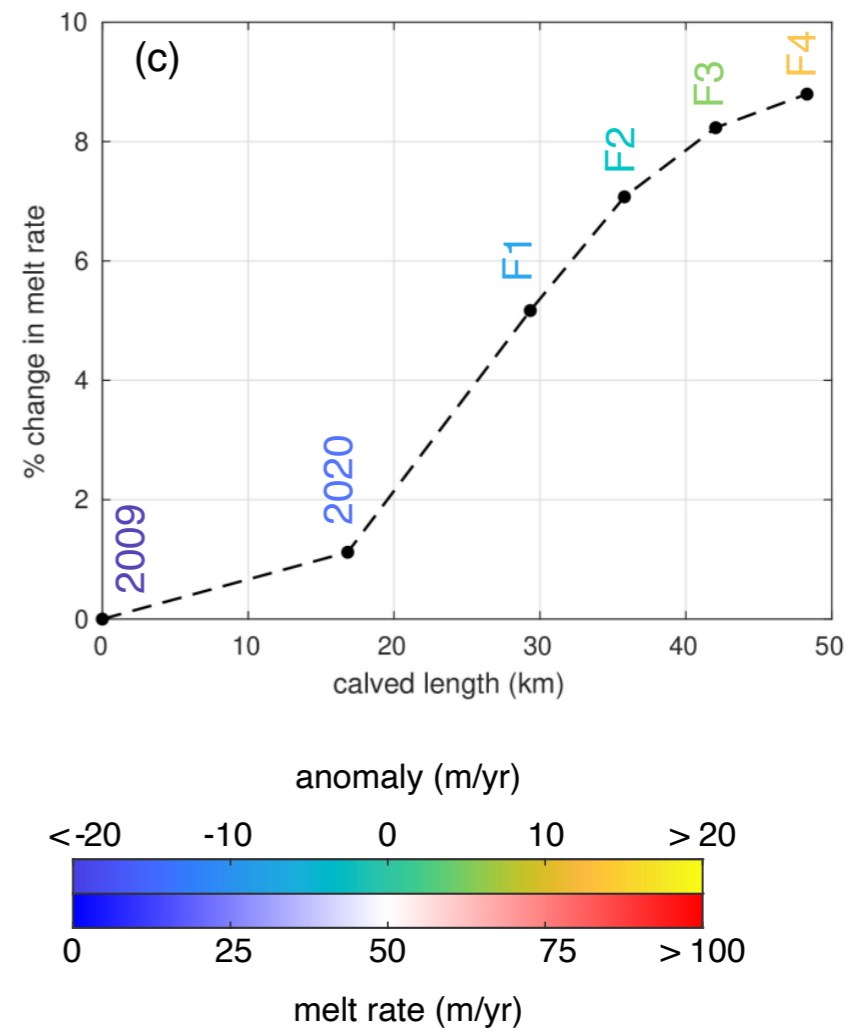 (c)
10
8
6
4
2
0
% change in melt rate
2009
2020
F1
F2
F3
F4
0 10 20 30 40 50
calved length (km)
anomaly (m/yr)
<-20 -10 0 10 >20
0 25 50 75 >100
melt rate (m/yr)